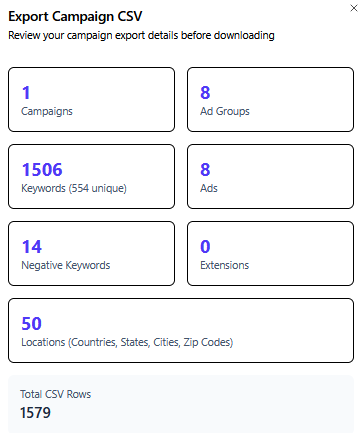 Export Campaign CSV
Review your campaign export details before downloading
1
Campaigns
8
Ad Groups
1506
Keywords (554 unique)
8
Ads
14
Negative Keywords
0
Extensions
50
Locations (Countries, States, Cities, Zip Codes)
Total CSV Rows
1579